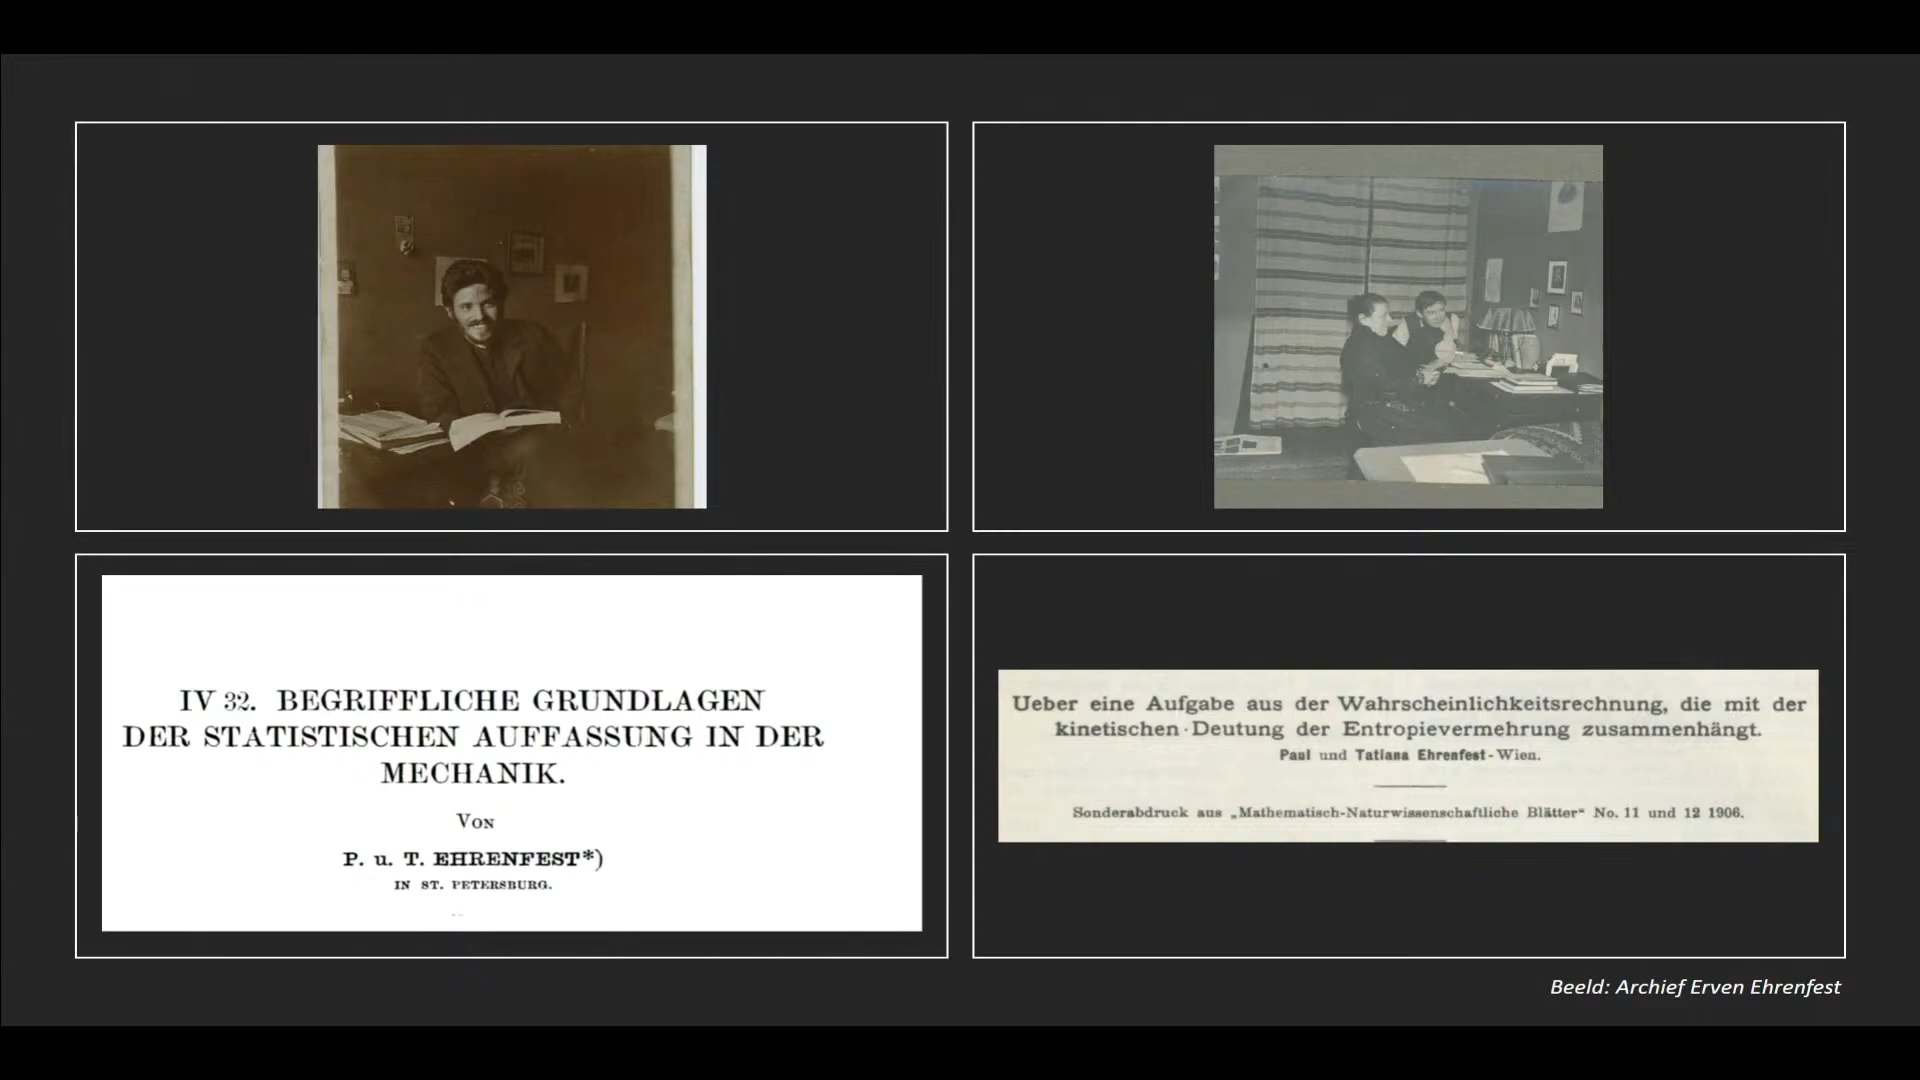 IV 32. BEGRIFFLICHE GRUNDLAGEN
DER STATISTISCHEN AUFFASSUNG IN DER
MECHANIK.
VON
P. u. T. EHRENFEST*)
IN ST. PETERSBURG.
Ueber eine Aufgabe aus der Wahrscheinlichkeitsrechnung, die mit der
kinetischen Deutung der Entropievermehrung zusammenhängt.
Paul und Tatiana Ehrenfest-Wien.
Sonderabdruck aus „Mathematisch-Naturwissenschaftliche Blätter“ No. 11 und 12 1906.
Beeld: Archief Erven Ehrenfest